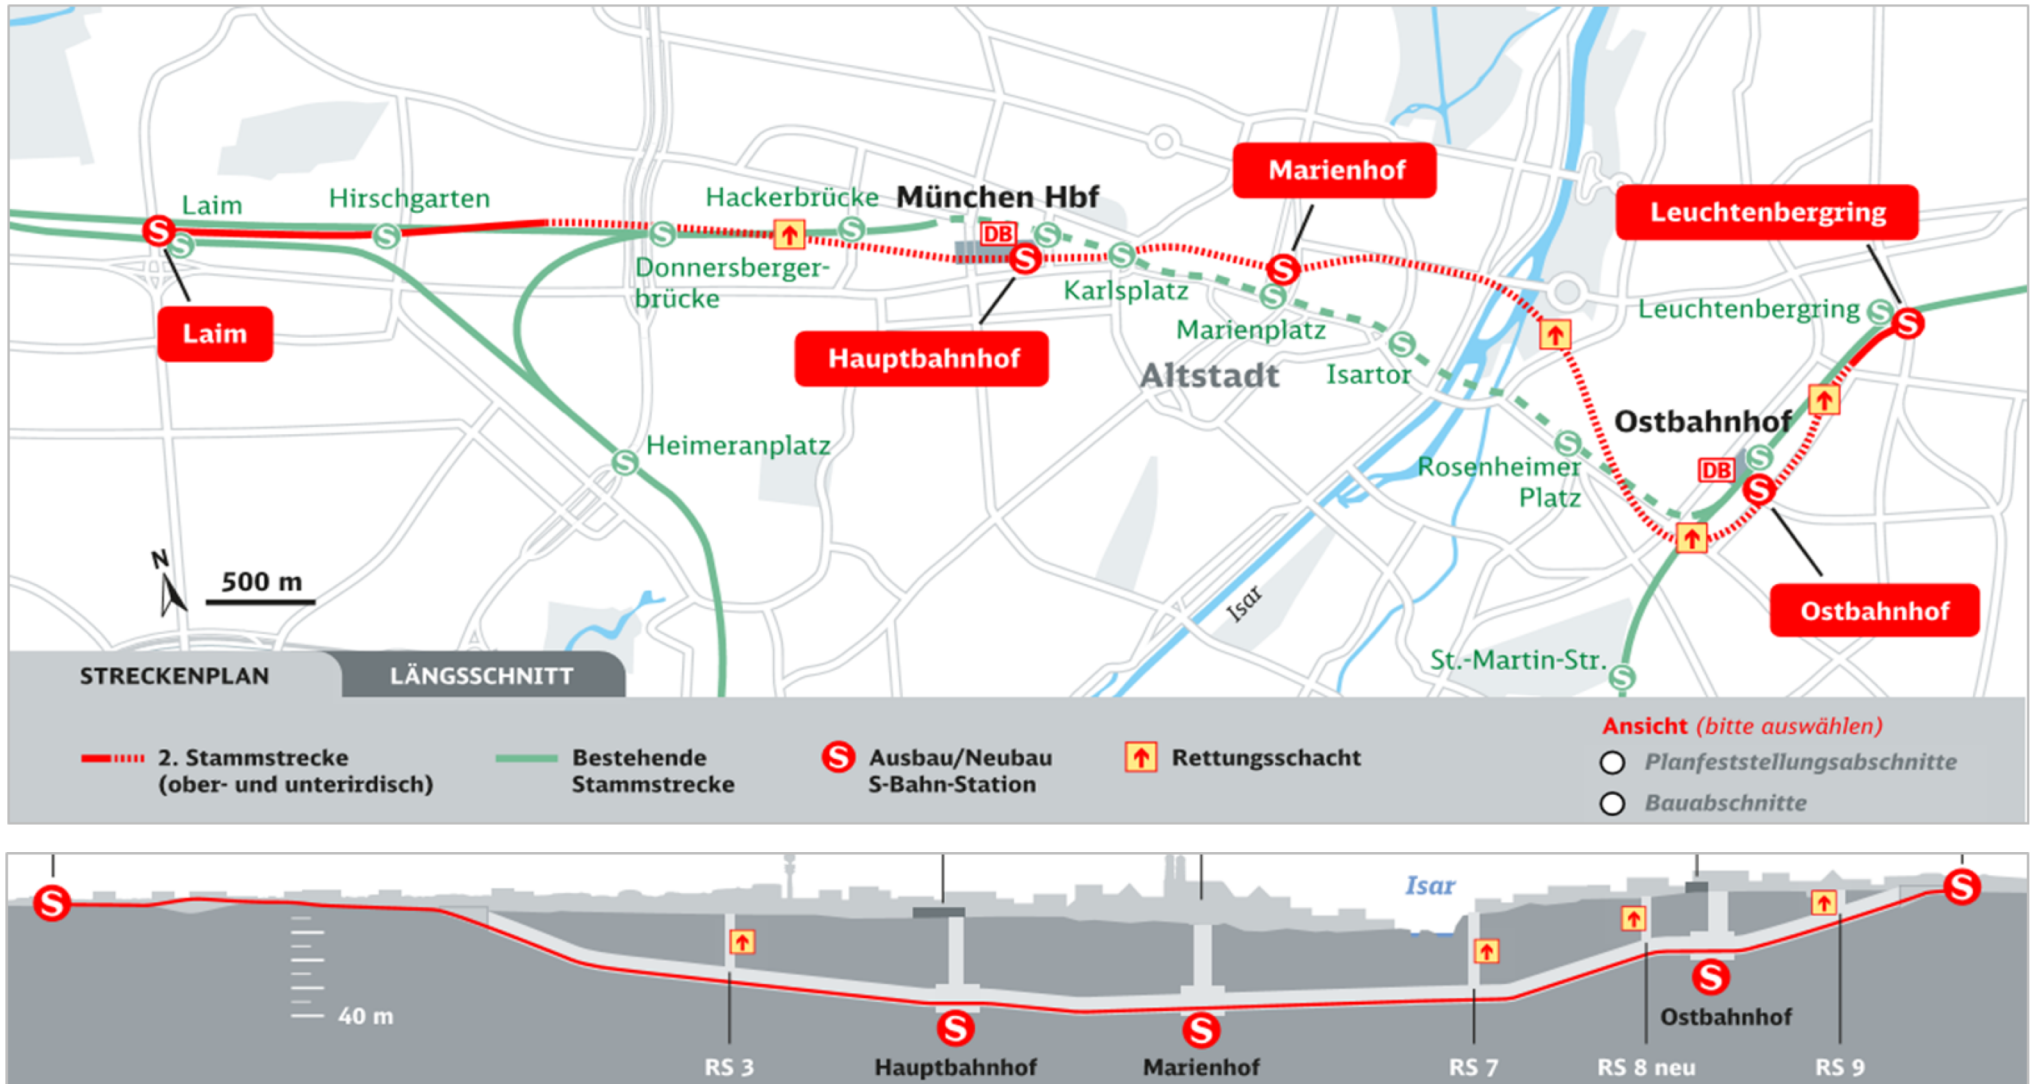 Laim
Hirschgarten
Hackerbrücke
München Hbf
Marienhof
Leuchtenbergring
DB
Donnersberger-
brücke
Karlsplatz
Leuchtenbergring
Laim
Hauptbahnhof
Marienplatz
Altstadt
Isartor
Ostbahnhof
Heimeranplatz
Rosenheimer
Platz
DB
N
500 m
Isar
Ostbahnhof
St.-Martin-Str.
S
STRECKENPLAN
LÄNGSSCHNITT
2. Stammstrecke
(ober- und unterirdisch)
Bestehende
Stammstrecke
S
Ausbau/Neubau
S-Bahn-Station
Rettungsschacht
Ansicht (bitte auswählen)
Planfeststellungsabschnitte
Bauabschnitte
S
Isar
S
40 m
S
S
S
Ostbahnhof
RS 3
Hauptbahnhof
Marienhof
RS 7
RS 8 neu
RS 9